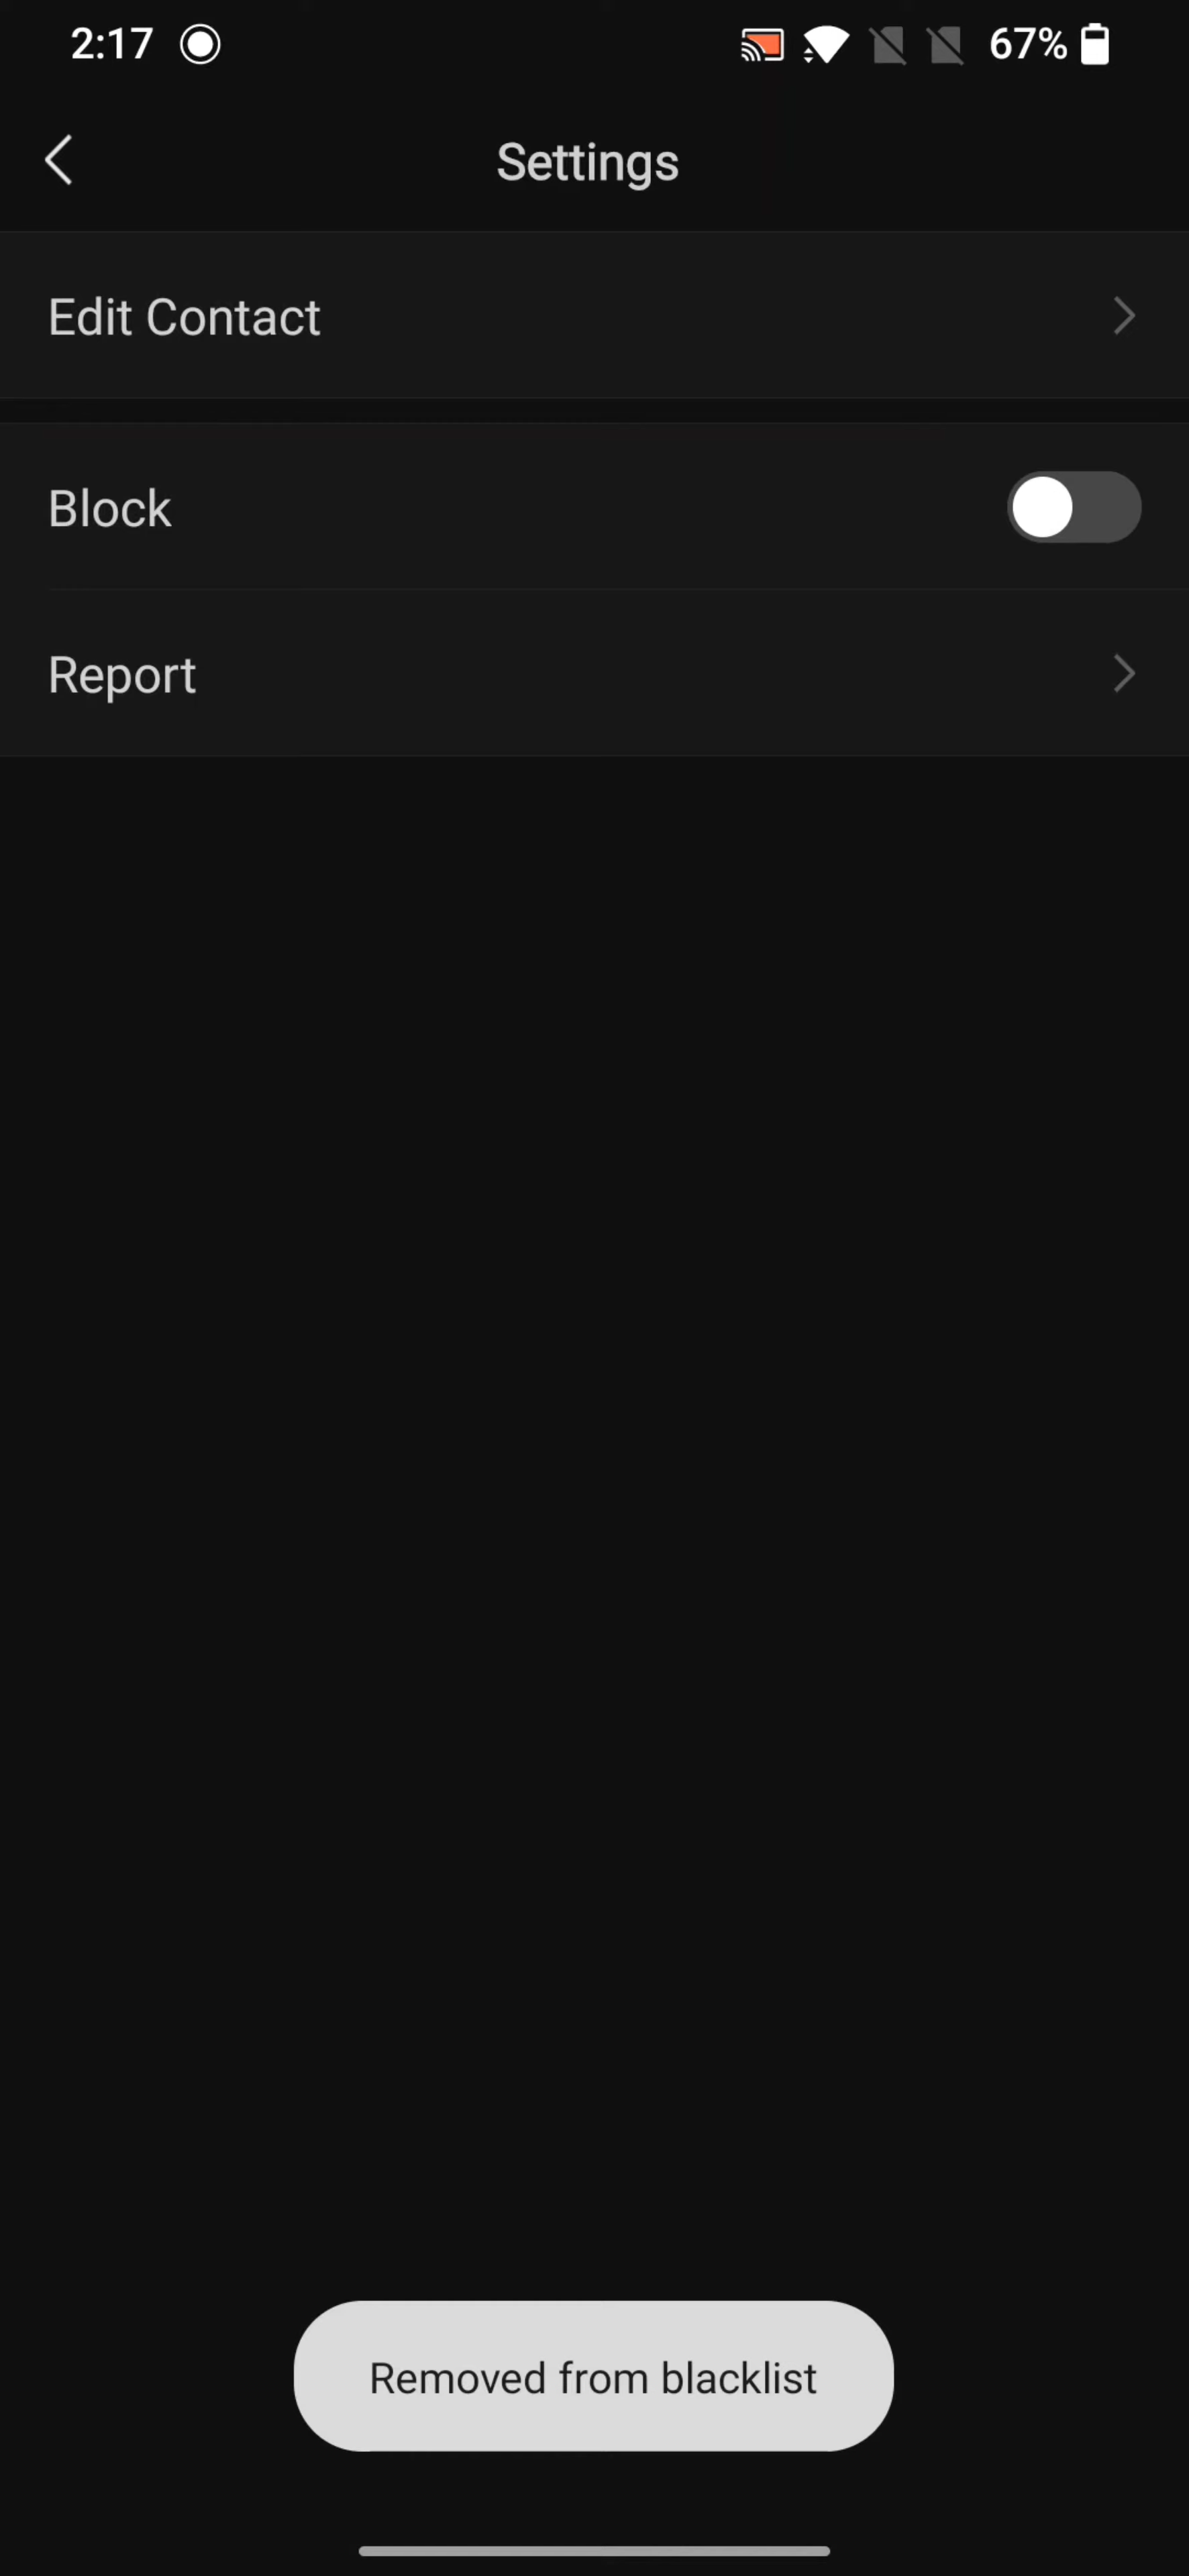 2:17
67%
Settings
Edit Contact
Block
Report
Removed from blacklist